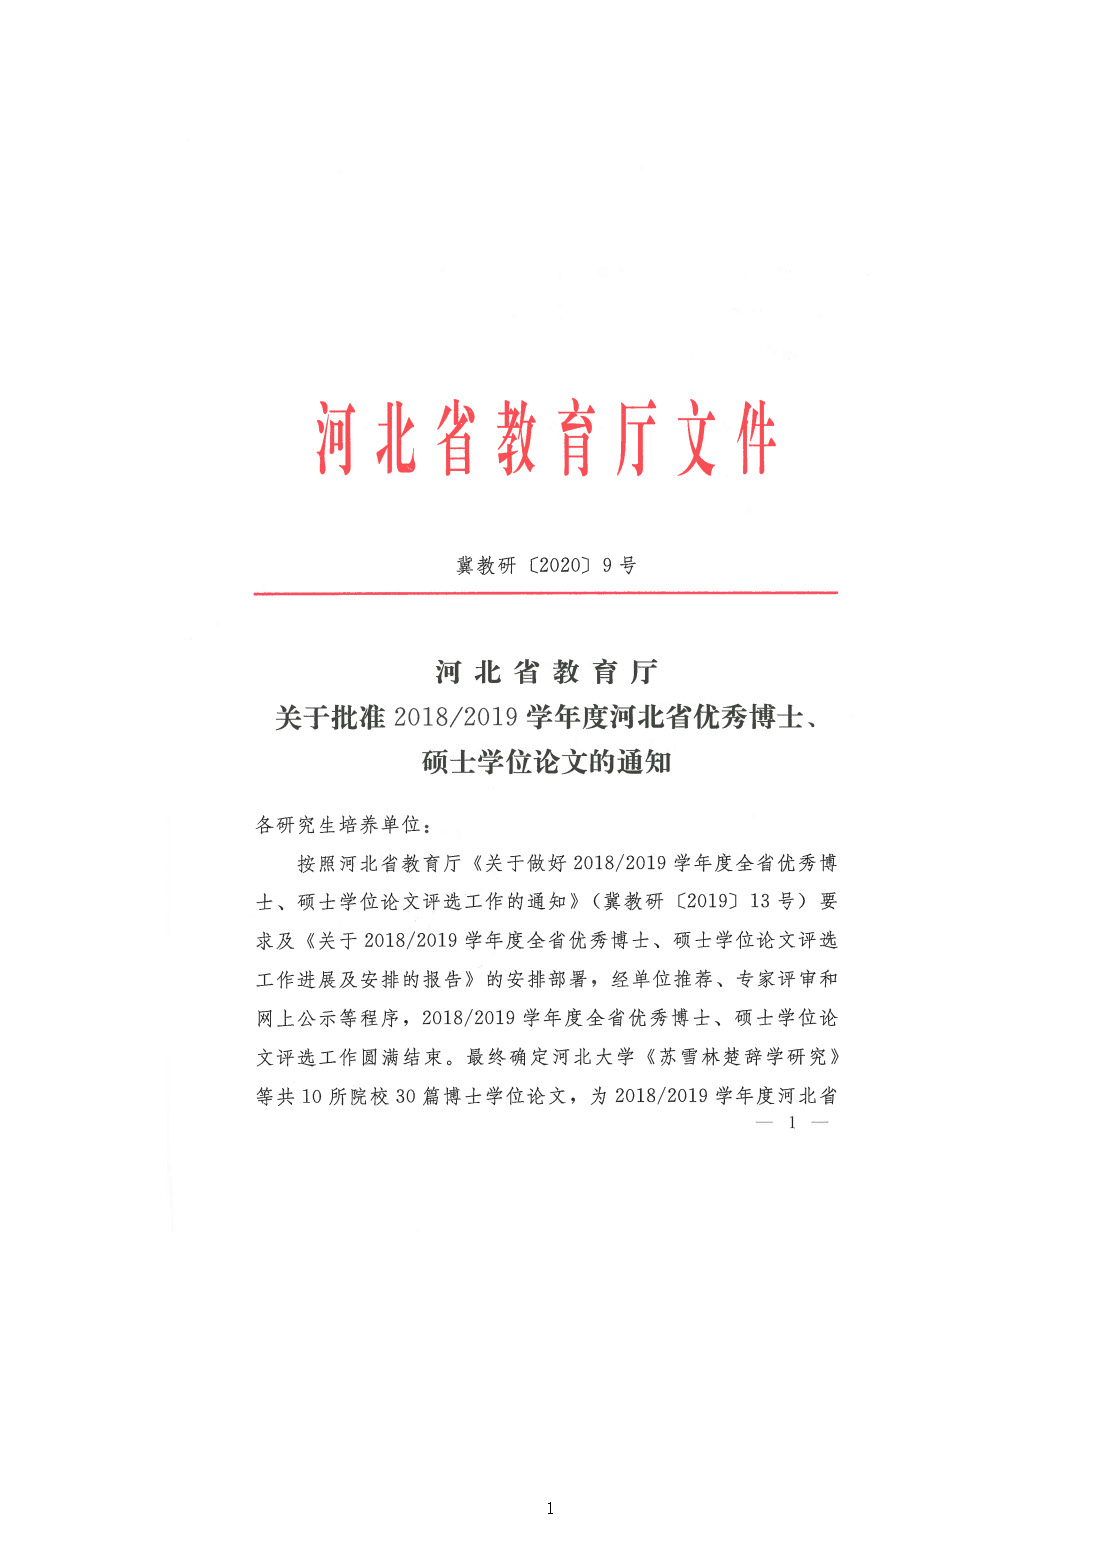 河北省教育厅文件
冀教研〔2020〕9号
河北省教育厅
关于批准2018/2019学年度河北省优秀博士、
硕士学位论文的通知
各研究生培养单位：
按照河北省教育厅《关于做好2018/2019学年度全省优秀博
士、硕士学位论文评选工作的通知》（冀教研〔2019〕13号）要
求及《关于2018/2019学年度全省优秀博士、硕士学位论文评选
工作进展及安排的报告》的安排部署，经单位推荐、专家评审和
网上公示等程序，2018/2019学年度全省优秀博士、硕士学位论
文评选工作圆满结束。最终确定河北大学《苏雪林楚辞学研究》
等共10所院校30篇博士学位论文，为2018/2019学年度河北省
— 1 —
1